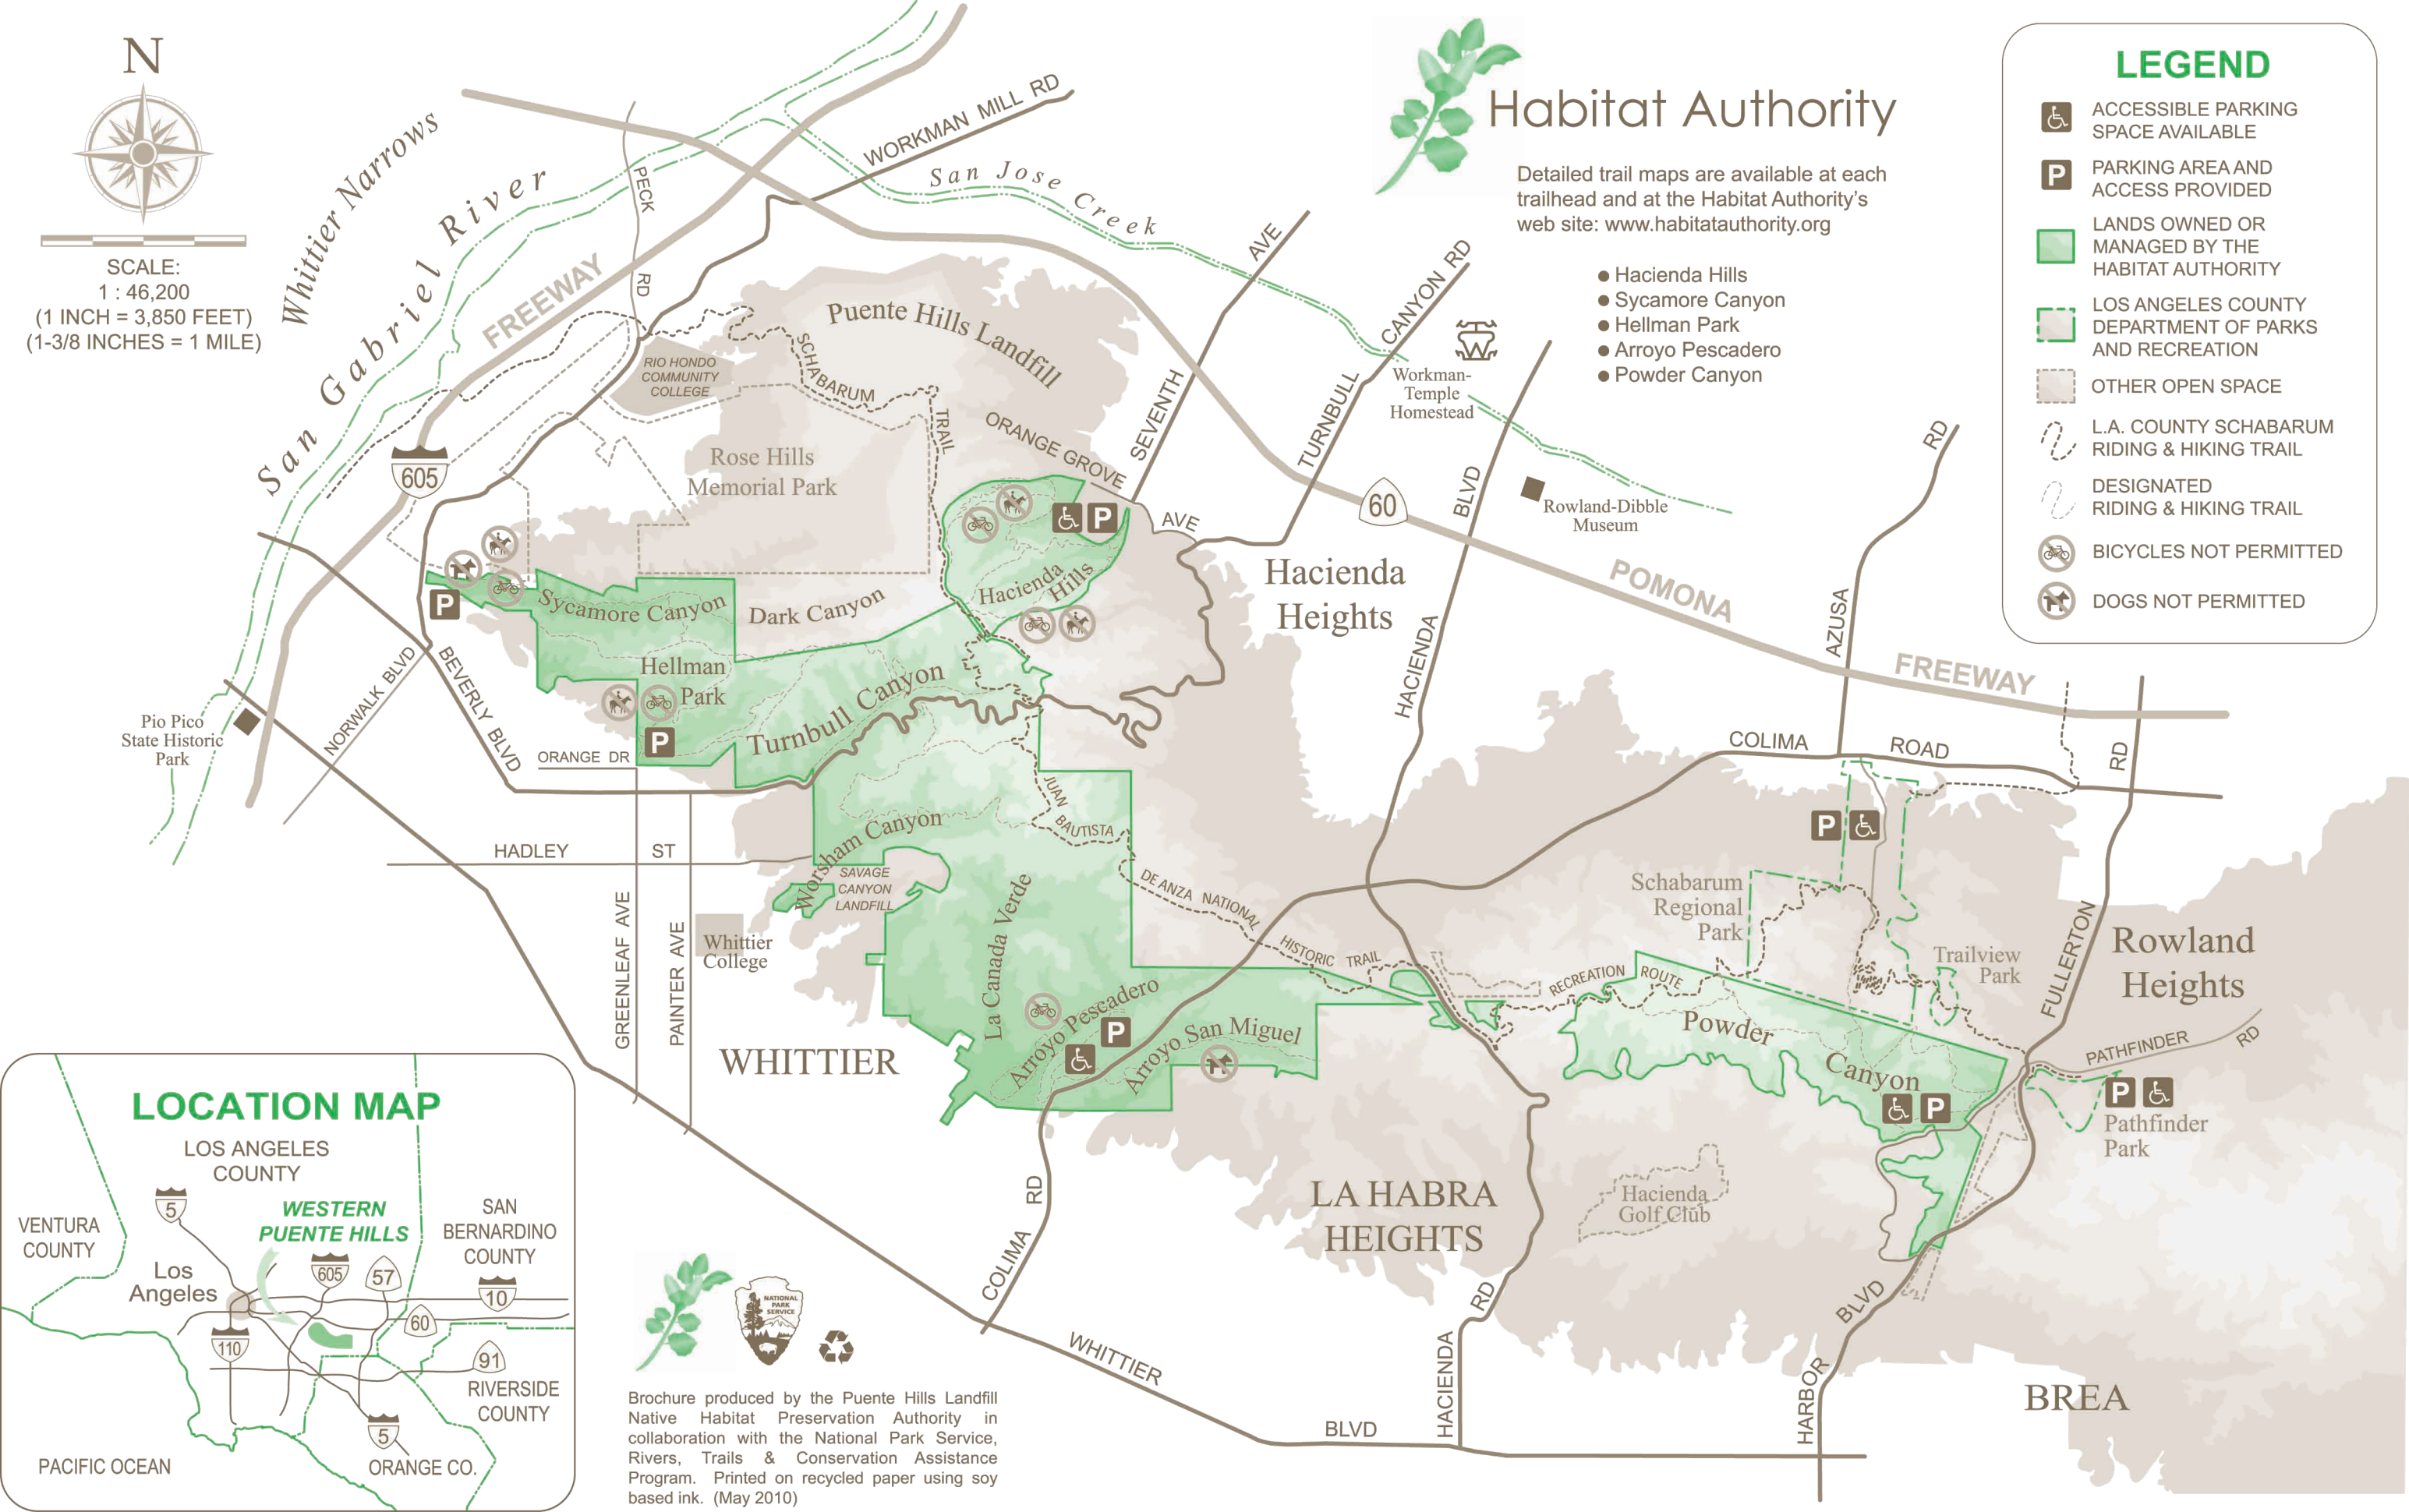 N
SCALE:
1 : 46,200
(1 INCH = 3,850 FEET)
(1-3/8 INCHES = 1 MILE)
Whittier Narrows
San Gabriel River
FREEWAY
605
PECK
RD
WORKMAN MILL RD
San Jose Creek
Habitat Authority
Detailed trail maps are available at each
trailhead and at the Habitat Authority's
web site: www.habitatauthority.org
● Hacienda Hills
● Sycamore Canyon
● Hellman Park
● Arroyo Pescadero
● Powder Canyon
LEGEND
ACCESSIBLE PARKING
SPACE AVAILABLE
P
PARKING AREA AND
ACCESS PROVIDED
LANDS OWNED OR
MANAGED BY THE
HABITAT AUTHORITY
LOS ANGELES COUNTY
DEPARTMENT OF PARKS
AND RECREATION
OTHER OPEN SPACE
L.A. COUNTY SCHABARUM
RIDING & HIKING TRAIL
DESIGNATED
RIDING & HIKING TRAIL
BICYCLES NOT PERMITTED
DOGS NOT PERMITTED
Puente Hills Landfill
RIO HONDO
COMMUNITY
COLLEGE
SCHABARUM
TRAIL
Rose Hills
Memorial Park
ORANGE GROVE
AVE
SEVENTH
AVE
TURNBULL
CANYON RD
Workman-
Temple
Homestead
Rowland-Dibble
Museum
60
POMONA
FREEWAY
HACIENDA
BLVD
AZUSA
RD
Hacienda
Heights
P
Hacienda
Hills
P
Sycamore Canyon
Dark Canyon
Hellman
Park
P
Turnbull Canyon
Pio Pico
State Historic
Park
NORWALK BLVD
BEVERLY BLVD
ORANGE DR
HADLEY
ST
GREENLEAF AVE
PAINTER AVE
Whittier
College
Worsham Canyon
SAVAGE
CANYON
LANDFILL
La Canada Verde
JUAN
BAUTISTA
DE ANZA NATIONAL
HISTORIC TRAIL
RECREATION
ROUTE
Arroyo Pescadero
P
Arroyo San Miguel
WHITTIER
COLIMA
ROAD
P
Schabarum
Regional
Park
Trailview
Park
FULLERTON
RD
Rowland
Heights
PATHFINDER
RD
P
Pathfinder
Park
Powder
Canyon
P
LA HABRA
HEIGHTS
Hacienda
Golf Club
COLIMA
RD
WHITTIER
BLVD
HACIENDA
RD
HARBOR
BLVD
BREA
LOCATION MAP
LOS ANGELES
COUNTY
VENTURA
COUNTY
WESTERN
PUENTE HILLS
SAN
BERNARDINO
COUNTY
Los
Angeles
5
605
57
10
60
110
91
5
RIVERSIDE
COUNTY
PACIFIC OCEAN
ORANGE CO.
NATIONAL
PARK
SERVICE
Brochure produced by the Puente Hills Landfill
Native Habitat Preservation Authority in
collaboration with the National Park Service,
Rivers, Trails & Conservation Assistance
Program. Printed on recycled paper using soy
based ink. (May 2010)